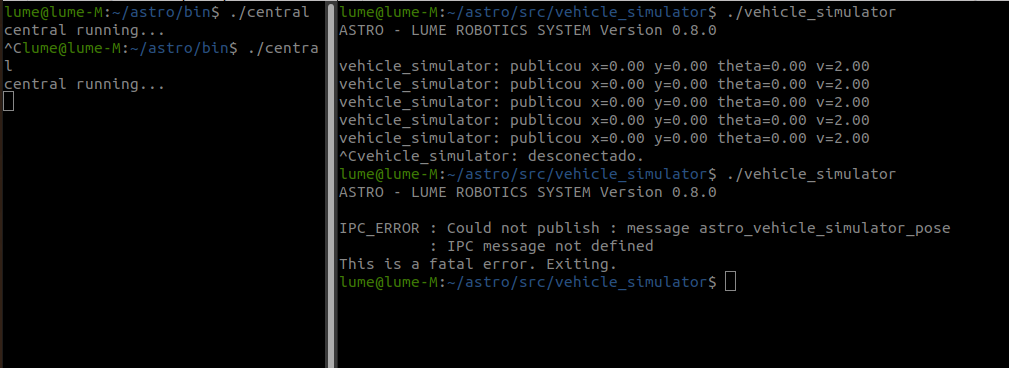 lume@lume-M:~/astro/bin$ ./central
central running...
^Clume@lume-M:~/astro/bin$ ./centra
l
central running...
lume@lume-M:~/astro/src/vehicle_simulator$ ./vehicle_simulator
ASTRO - LUME ROBOTICS SYSTEM Version 0.8.0
vehicle_simulator: publicou x=0.00 y=0.00 theta=0.00 v=2.00
vehicle_simulator: publicou x=0.00 y=0.00 theta=0.00 v=2.00
vehicle_simulator: publicou x=0.00 y=0.00 theta=0.00 v=2.00
vehicle_simulator: publicou x=0.00 y=0.00 theta=0.00 v=2.00
vehicle_simulator: publicou x=0.00 y=0.00 theta=0.00 v=2.00
^Cvehicle_simulator: desconectado.
lume@lume-M:~/astro/src/vehicle_simulator$ ./vehicle_simulator
ASTRO - LUME ROBOTICS SYSTEM Version 0.8.0
IPC_ERROR : Could not publish : message astro_vehicle_simulator_pose
: IPC message not defined
This is a fatal error. Exiting.
lume@lume-M:~/astro/src/vehicle_simulator$